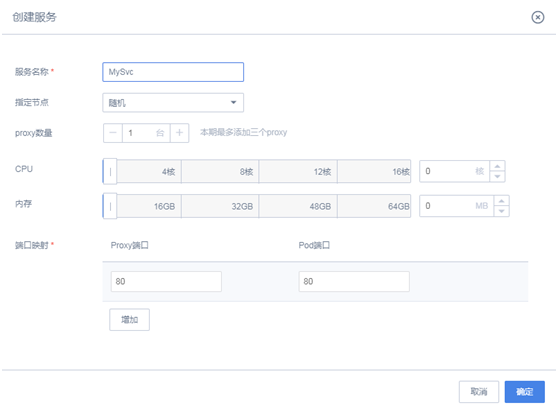 创建服务
服务名称 *
MySvc
指定节点
随机
proxy数量
1 台
本期最多添加三个proxy
CPU
4核 8核 12核 16核
0 核
内存
16GB 32GB 48GB 64GB
0 MB
端口映射 *
Proxy端口 Pod端口
80 80
增加
取消 确定